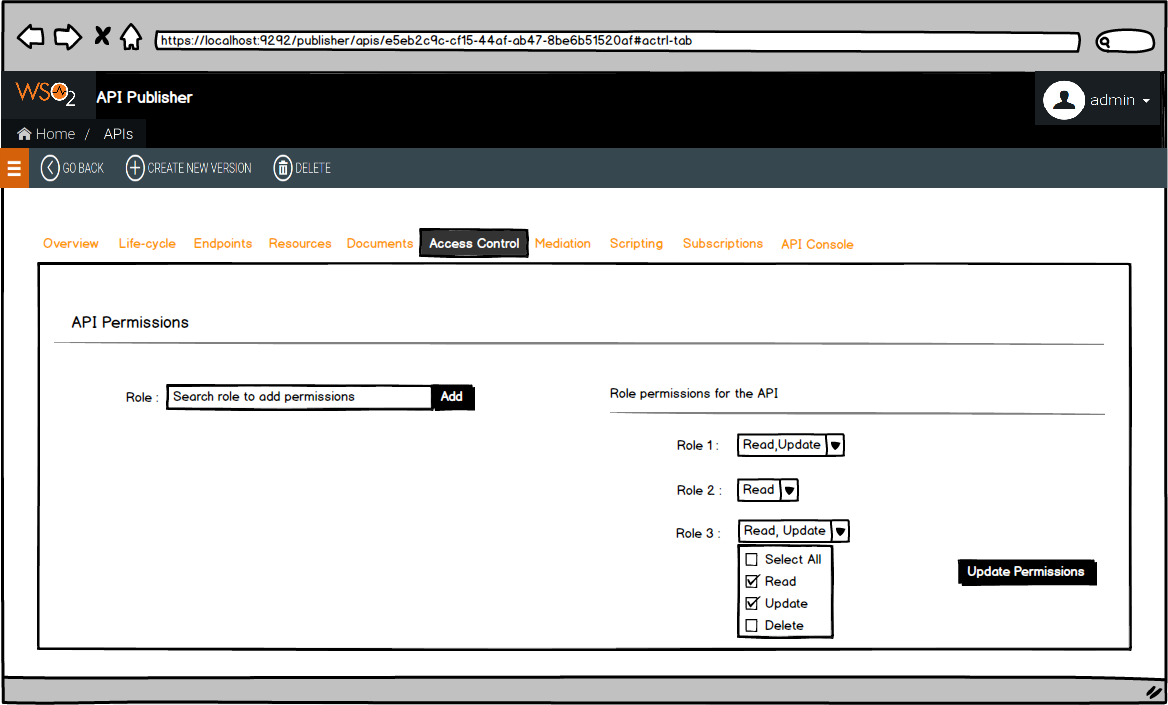 https://localhost:9292/publisher/apis/e5eb2c9c-cf15-44af-ab47-8be6b51520af#actrl-tab
WSO2 API Publisher
admin
Home / APIs
GO BACK CREATE NEW VERSION DELETE
Overview Life-cycle Endpoints Resources Documents Access Control Mediation Scripting Subscriptions API Console
API Permissions
Role : Search role to add permissions Add
Role permissions for the API
Role 1 : Read,Update
Role 2 : Read
Role 3 : Read, Update
Select All
Read
Update
Delete
Update Permissions